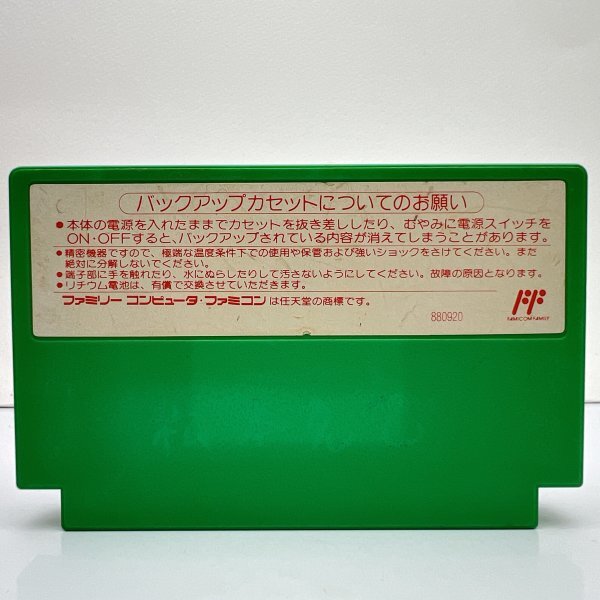 バックアップカセットについてのお願い
●本体の電源を入れたままでカセットを抜き差ししたり、むやみに電源スイッチを
ON・OFFすると、バックアップされている内容が消えてしまうことがあります。
●精密機器ですので、極端な温度条件下での使用や保管および強いショックをさけてください。また
絶対に分解しないでください。
●端子部に手を触れたり、水にぬらしたりして汚さないようにしてください。故障の原因となります。
●リチウム電池は、有償で交換させていただきます。
ファミリー コンピュータ・ファミコン は任天堂の商標です。
880920
FAMICOM FAMILY